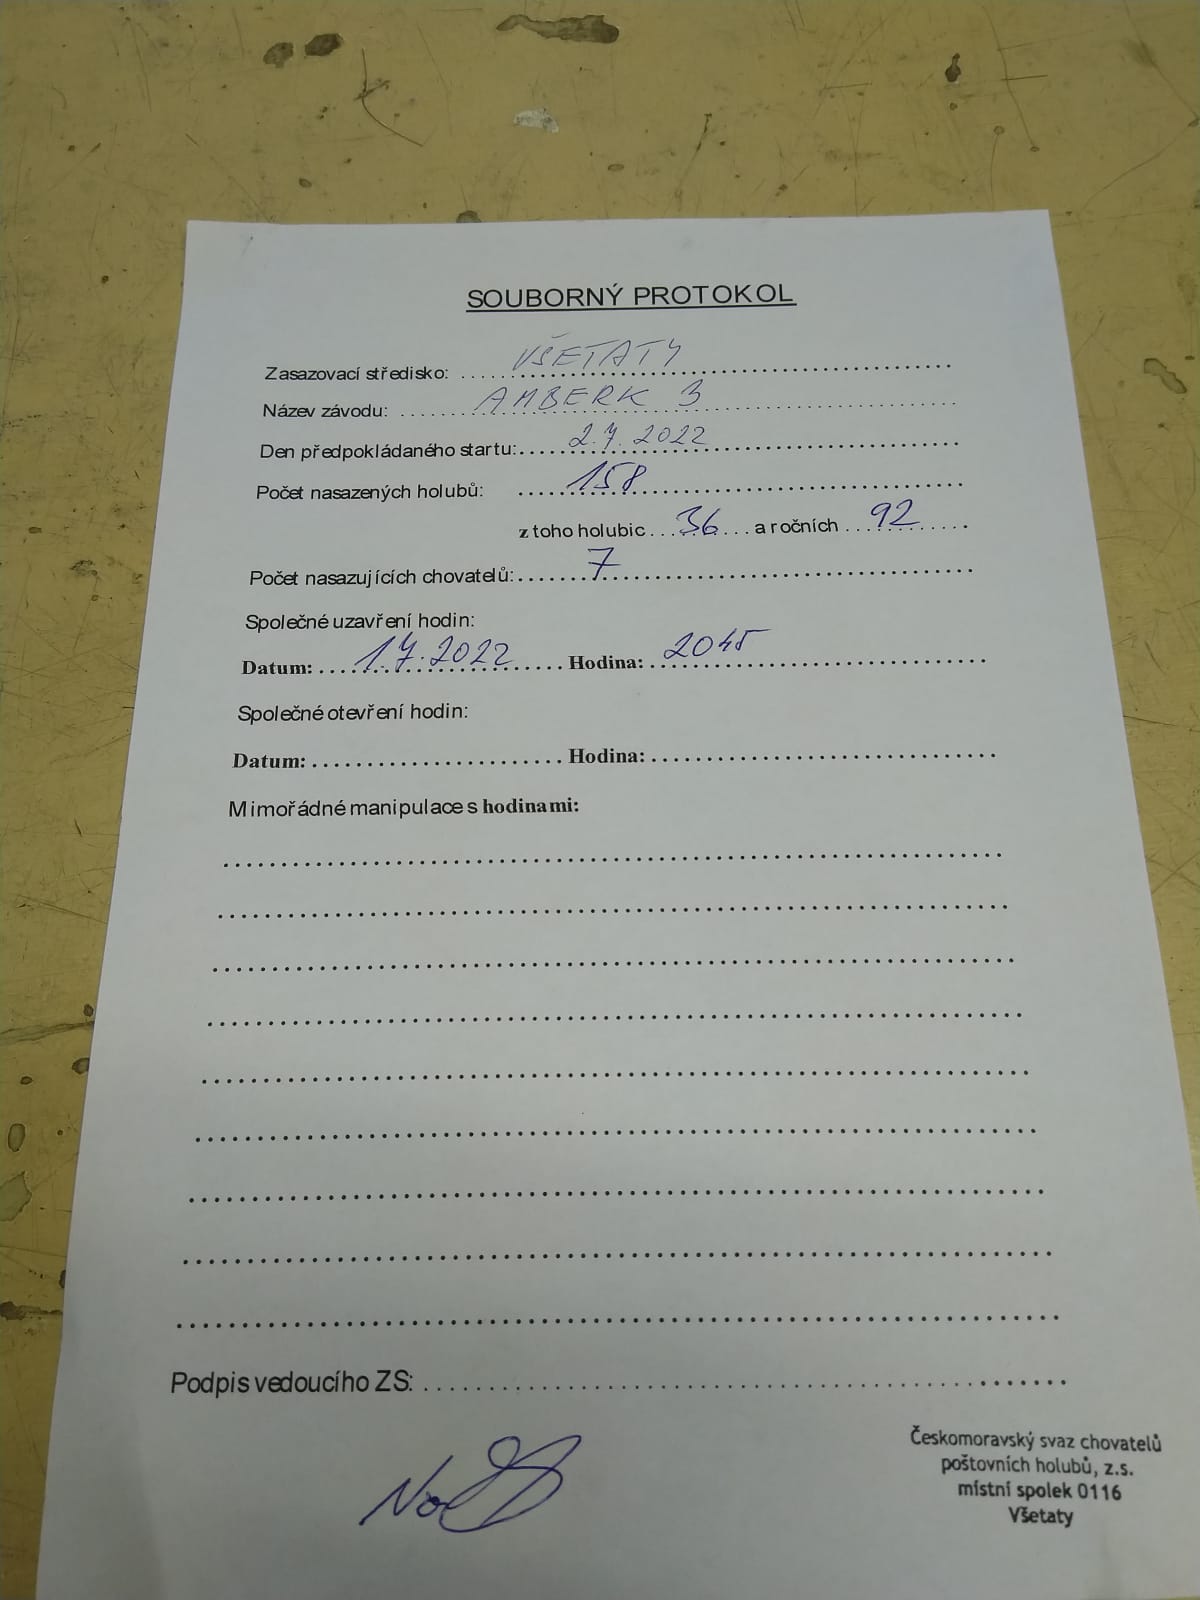 SOUBORNÝ PROTOKOL
Zasazovací středisko: VŠETATY
Název závodu: AMBERK 3
Den předpokládaného startu: 2.7.2022
Počet nasazených holubů: 158
z toho holubic 36 a ročních 92
Počet nasazujících chovatelů: 7
Společné uzavření hodin:
Datum: 1.7.2022 Hodina: 2045
Společné otevření hodin:
Datum: Hodina:
Mimořádné manipulace s hodinami:
Podpis vedoucího ZS:
Českomoravský svaz chovatelů
poštovních holubů, z.s.
místní spolek 0116
Všetaty